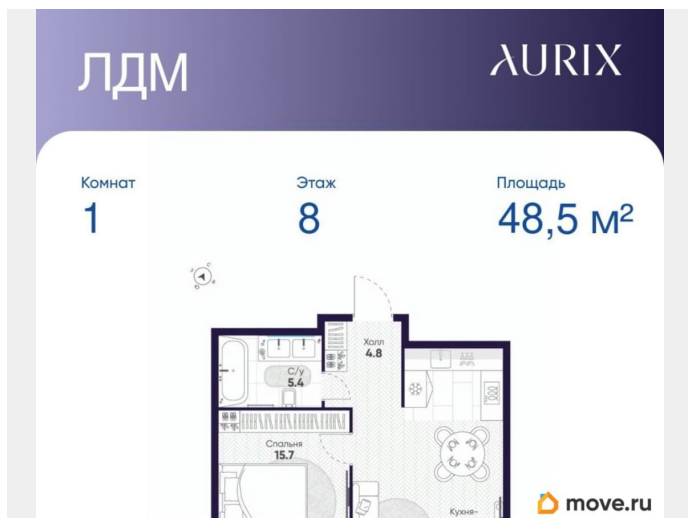 ЛДМ
AURIX
Комнат
Этаж
Площадь
1
8
48,5 м²
Холл
4.8
С/у
5.4
Спальня
15.7
Кухня-
move.ru